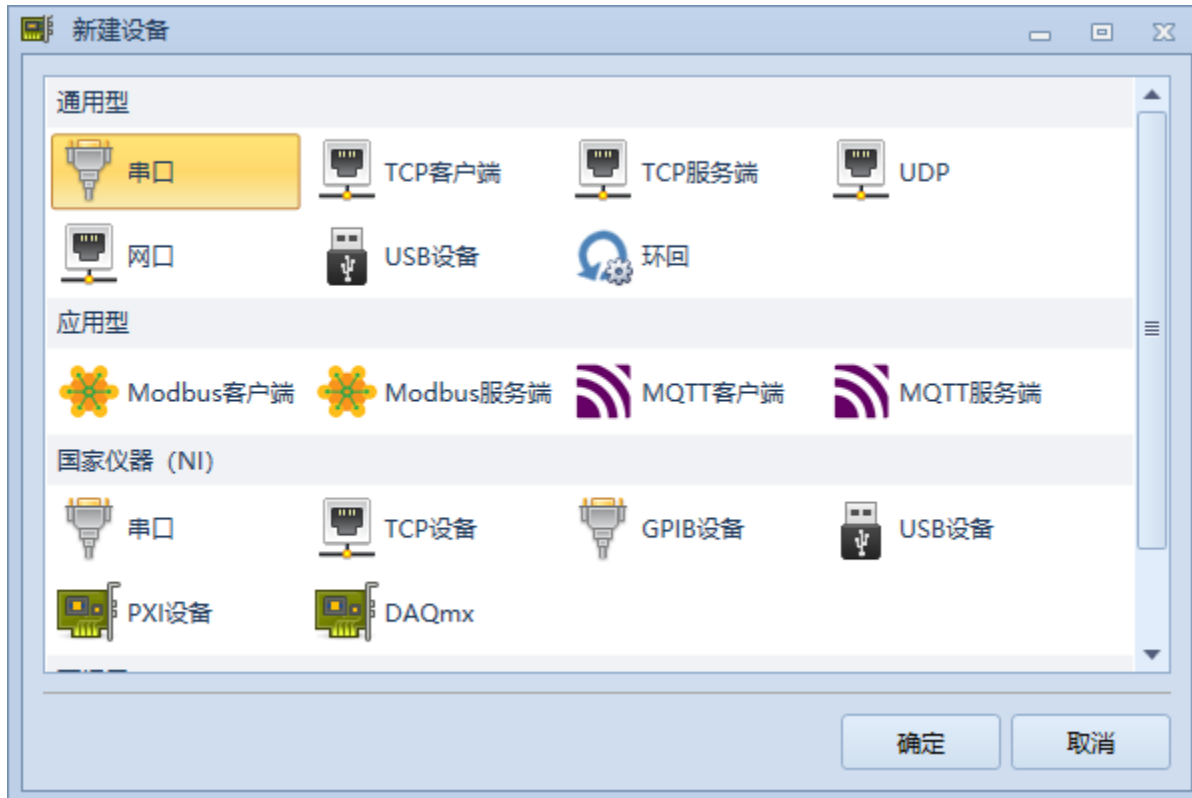 新建设备
通用型
串口 TCP客户端 TCP服务端 UDP
网口 USB设备 环回
应用型
Modbus客户端 Modbus服务端 MQTT客户端 MQTT服务端
国家仪器（NI）
串口 TCP设备 GPIB设备 USB设备
PXI设备 DAQmx
确定 取消